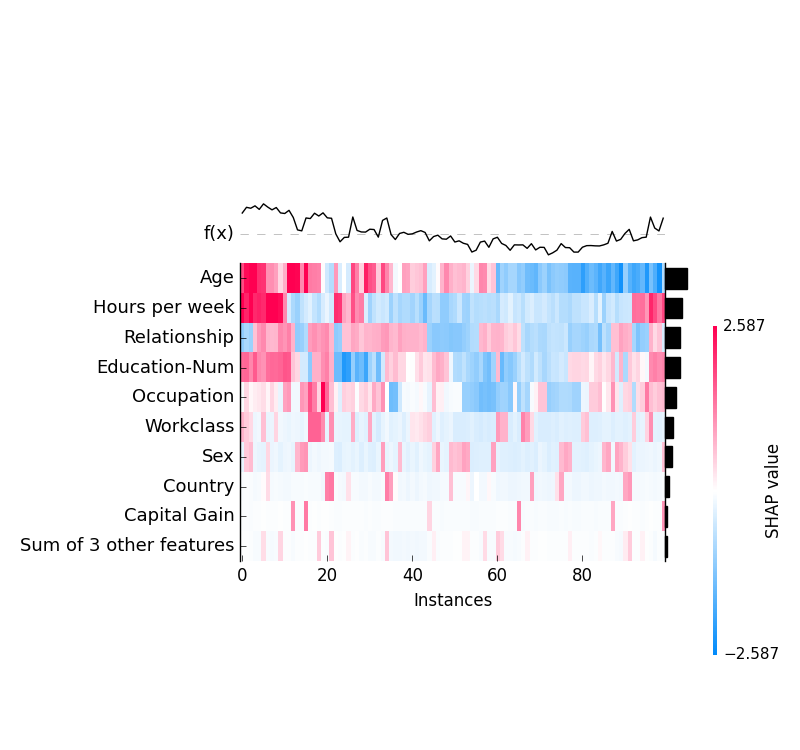 f(x)
Age
Hours per week
Relationship
Education-Num
Occupation
Workclass
Sex
Country
Capital Gain
Sum of 3 other features
0 20 40 60 80
Instances
2.587
SHAP value
−2.587